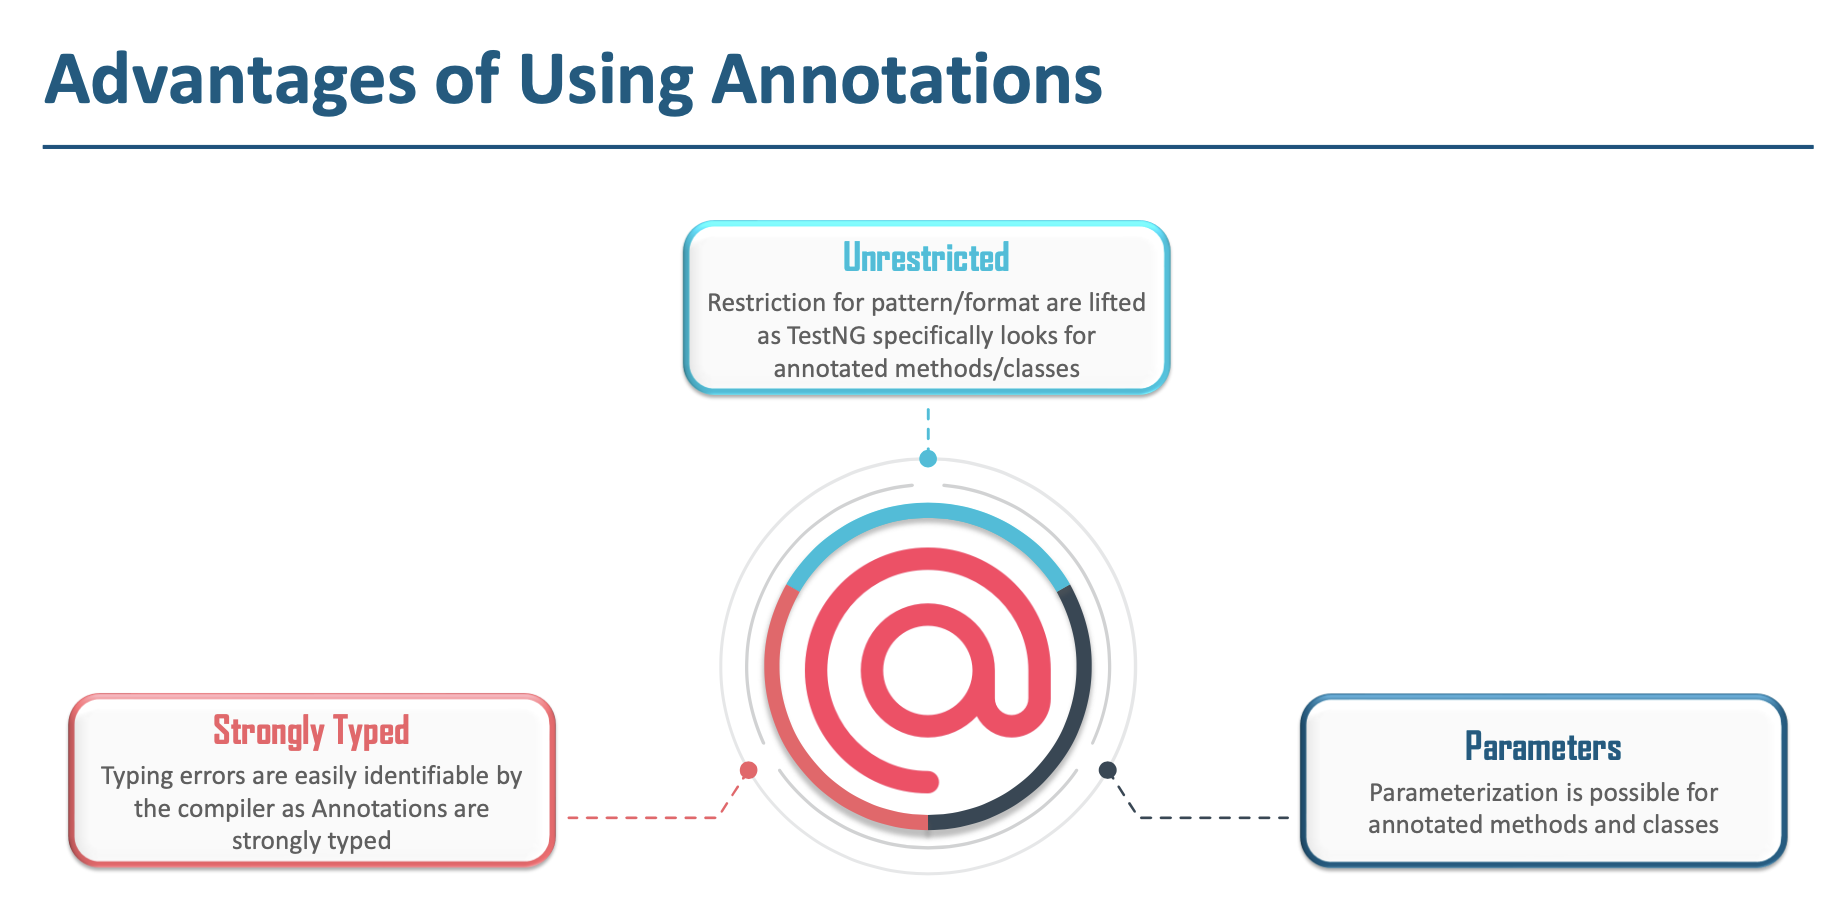 Advantages of Using Annotations
Unrestricted
Restriction for pattern/format are lifted
as TestNG specifically looks for
annotated methods/classes
@
Strongly Typed
Typing errors are easily identifiable by
the compiler as Annotations are
strongly typed
Parameters
Parameterization is possible for
annotated methods and classes